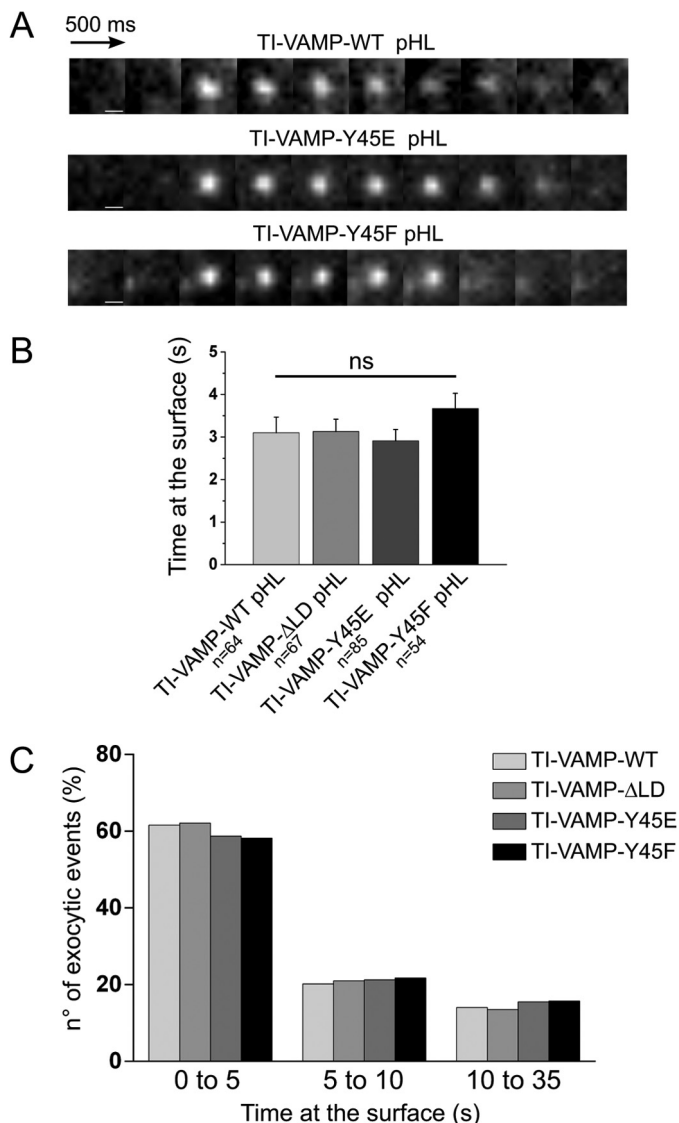 A
500 ms
TI-VAMP-WT pHL
TI-VAMP-Y45E pHL
TI-VAMP-Y45F pHL
B
Time at the surface (s)
5
4
3
2
1
0
ns
TI-VAMP-WT pHL
n=64
TI-VAMP-ΔLD pHL
n=67
TI-VAMP-Y45E pHL
n=85
TI-VAMP-Y45F pHL
n=54
C
n° of exocytic events (%)
80
60
40
20
0
TI-VAMP-WT
TI-VAMP-ΔLD
TI-VAMP-Y45E
TI-VAMP-Y45F
0 to 5
5 to 10
10 to 35
Time at the surface (s)